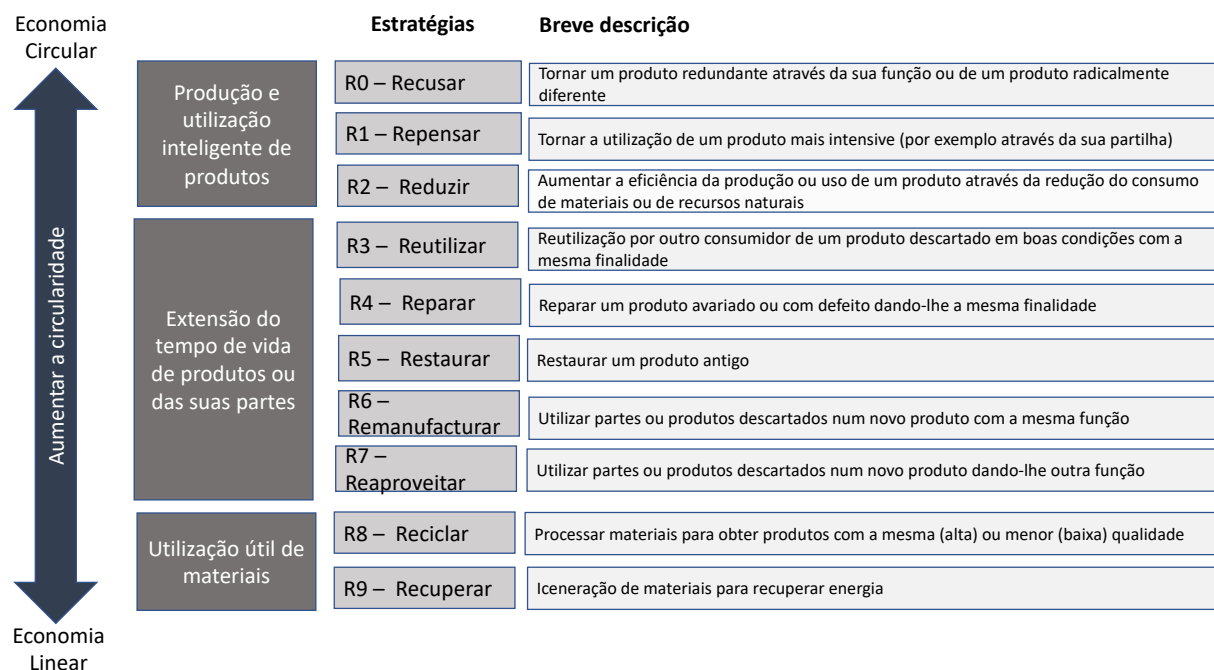 Economia
Circular
Estratégias
Breve descrição
Produção e
utilização
inteligente de
produtos
R0 – Recusar
Tornar um produto redundante através da sua função ou de um produto radicalmente
diferente
R1 – Repensar
Tornar a utilização de um produto mais intensive (por exemplo através da sua partilha)
R2 – Reduzir
Aumentar a eficiência da produção ou uso de um produto através da redução do consumo
de materiais ou de recursos naturais
Aumentar a circularidade
Extensão do
tempo de vida
de produtos ou
das suas partes
R3 – Reutilizar
Reutilização por outro consumidor de um produto descartado em boas condições com a
mesma finalidade
R4 – Reparar
Reparar um produto avariado ou com defeito dando-lhe a mesma finalidade
R5 – Restaurar
Restaurar um produto antigo
R6 –
Remanufacturar
Utilizar partes ou produtos descartados num novo produto com a mesma função
R7 –
Reaproveitar
Utilizar partes ou produtos descartados num novo produto dando-lhe outra função
Utilização útil de
materiais
R8 – Reciclar
Processar materiais para obter produtos com a mesma (alta) ou menor (baixa) qualidade
R9 – Recuperar
Iceneração de materiais para recuperar energia
Economia
Linear